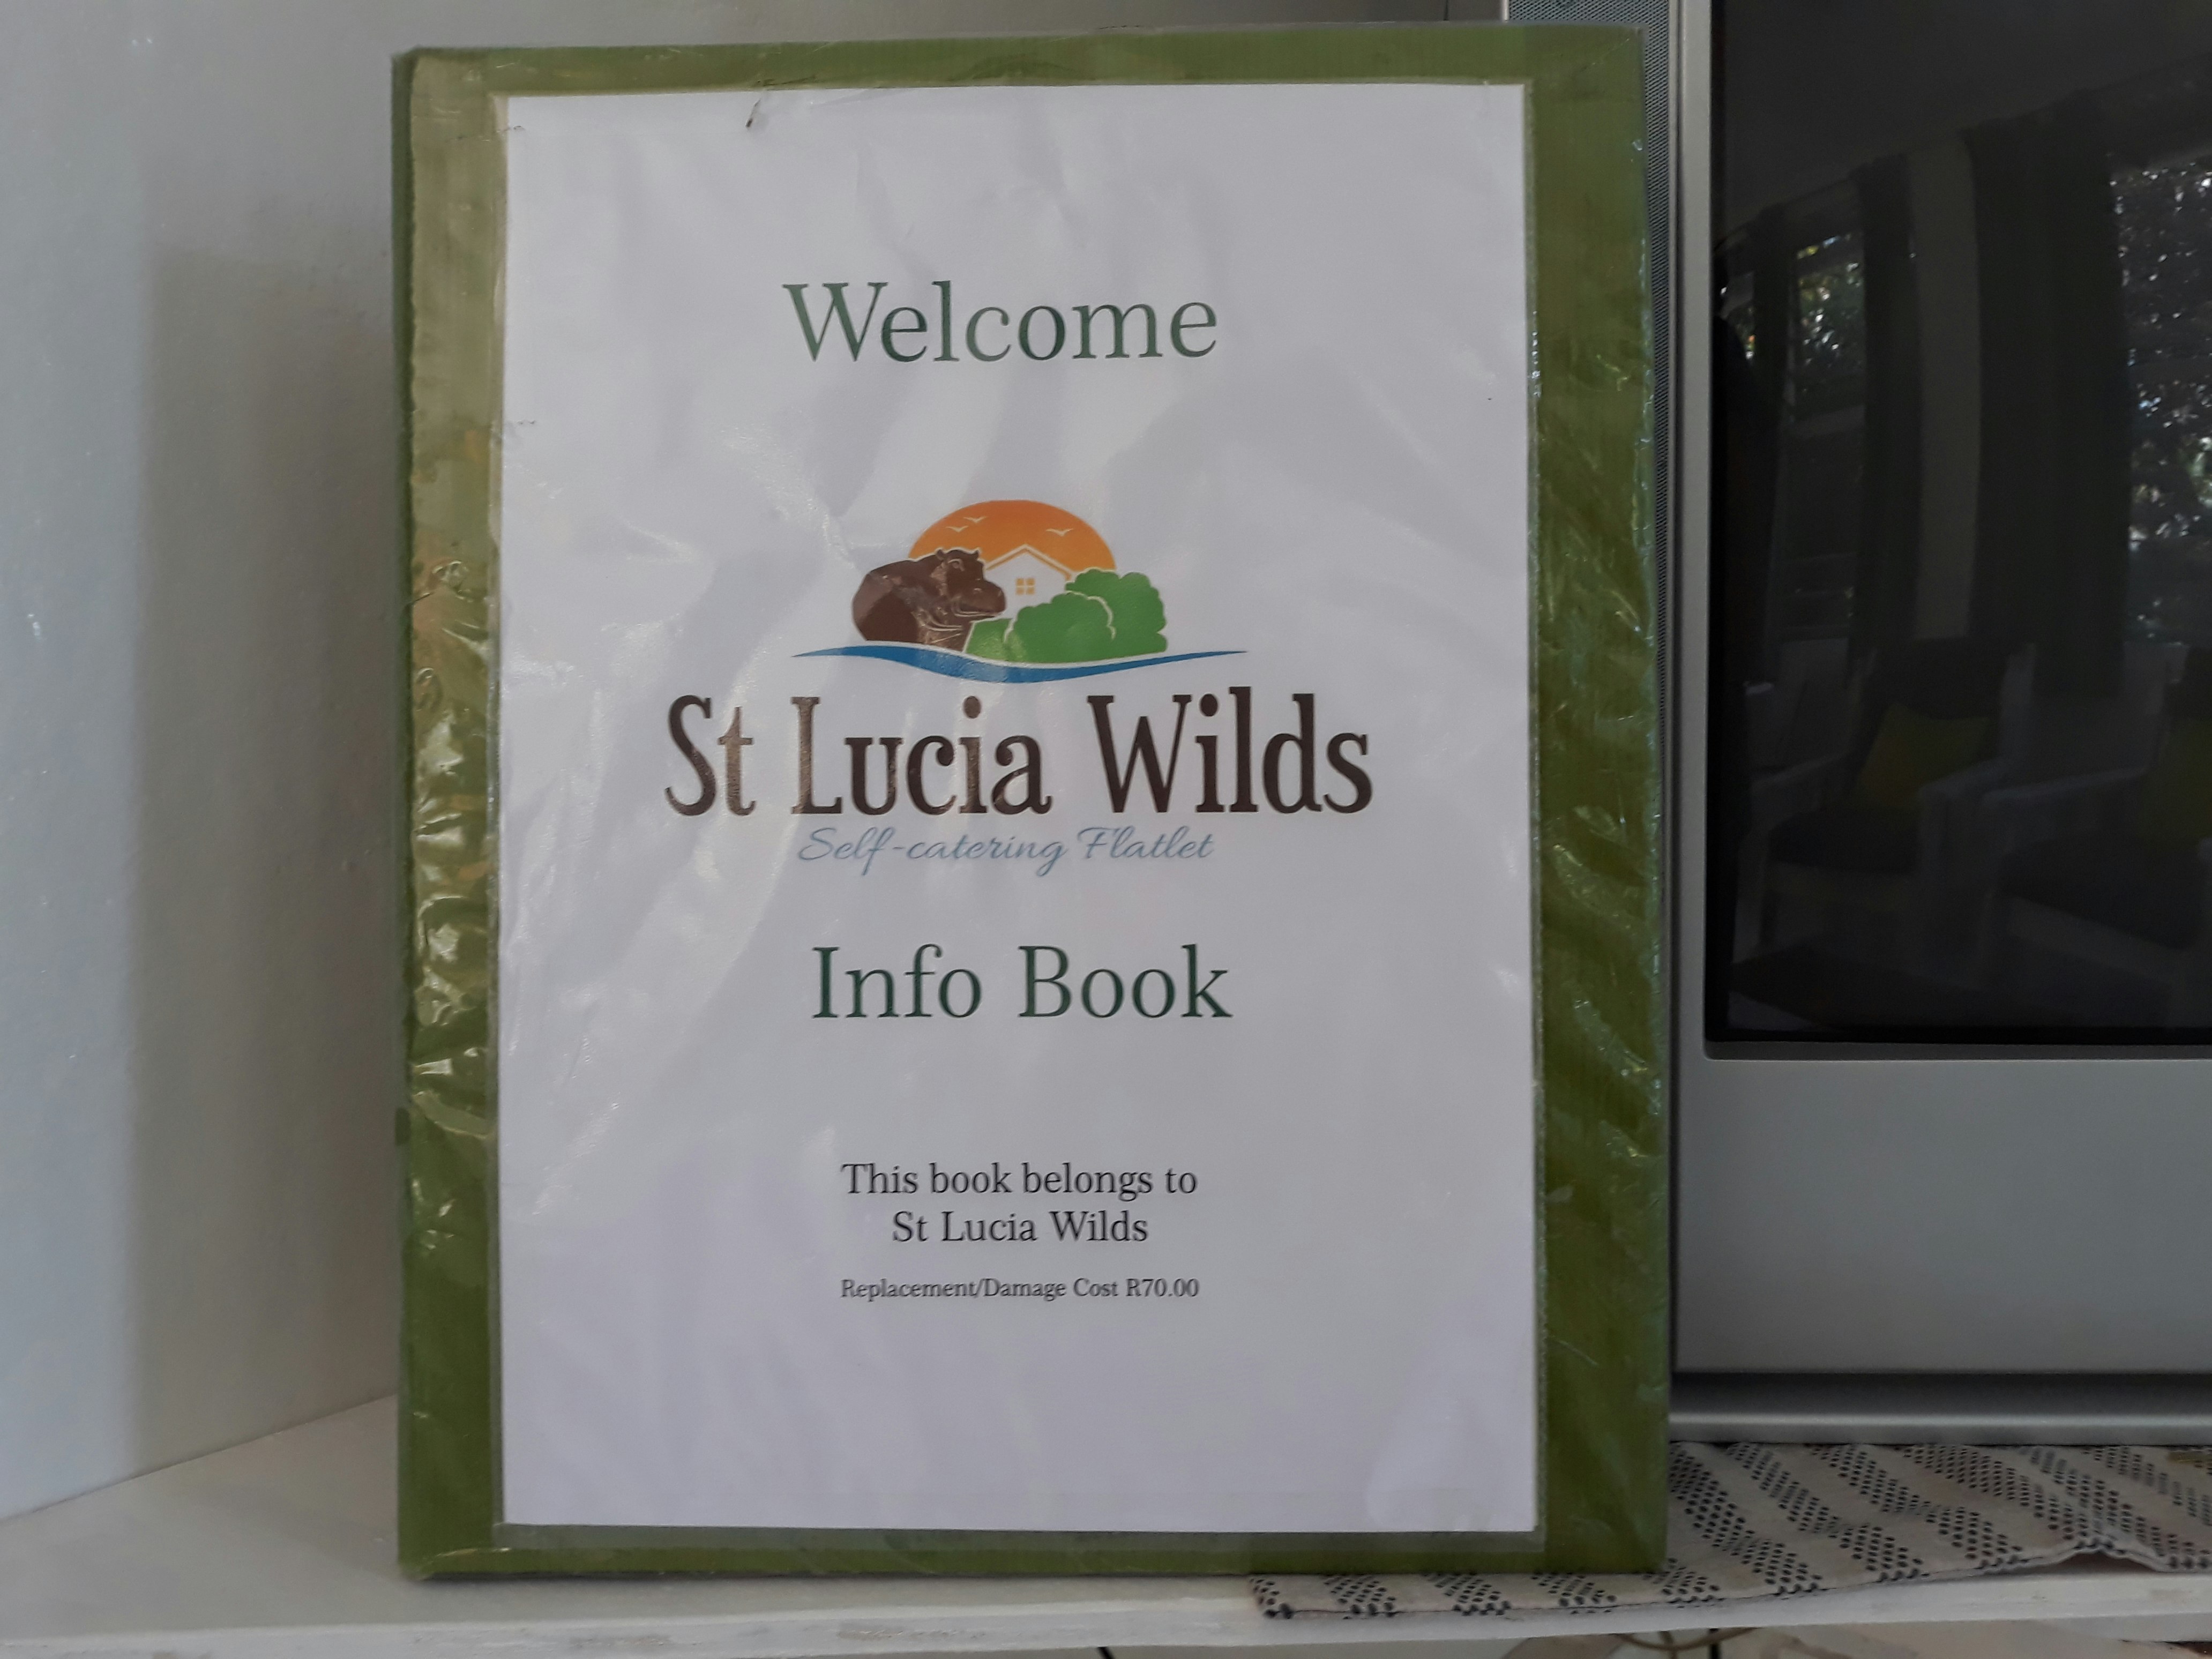 Welcome
St Lucia Wilds
Self-catering Flatlet
Info Book
This book belongs to
St Lucia Wilds
Replacement/Damage Cost R70.00